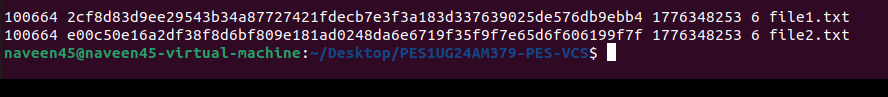 100664 2cf8d83d9ee29543b34a87727421fdecb7e3f3a183d337639025de576db9ebb4 1776348253 6 file1.txt
100664 e00c50e16a2df38f8d6bf809e181ad0248da6e6719f35f9f7e65d6f606199f7f 1776348253 6 file2.txt
naveen45@naveen45-virtual-machine:~/Desktop/PES1UG24AM379-PES-VCS$